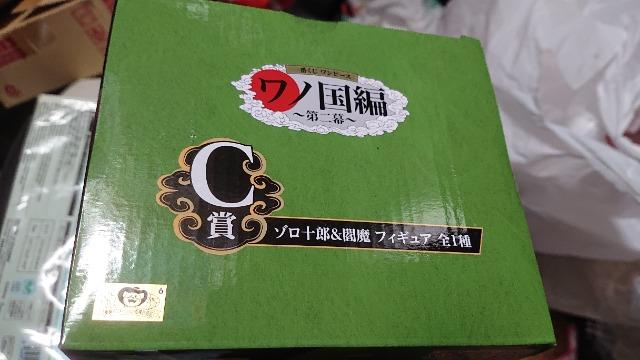 一番くじ ワンピース
ワノ国編
～第二幕～
C
賞
ゾロ十郎&閻魔 フィギュア 全1種
6